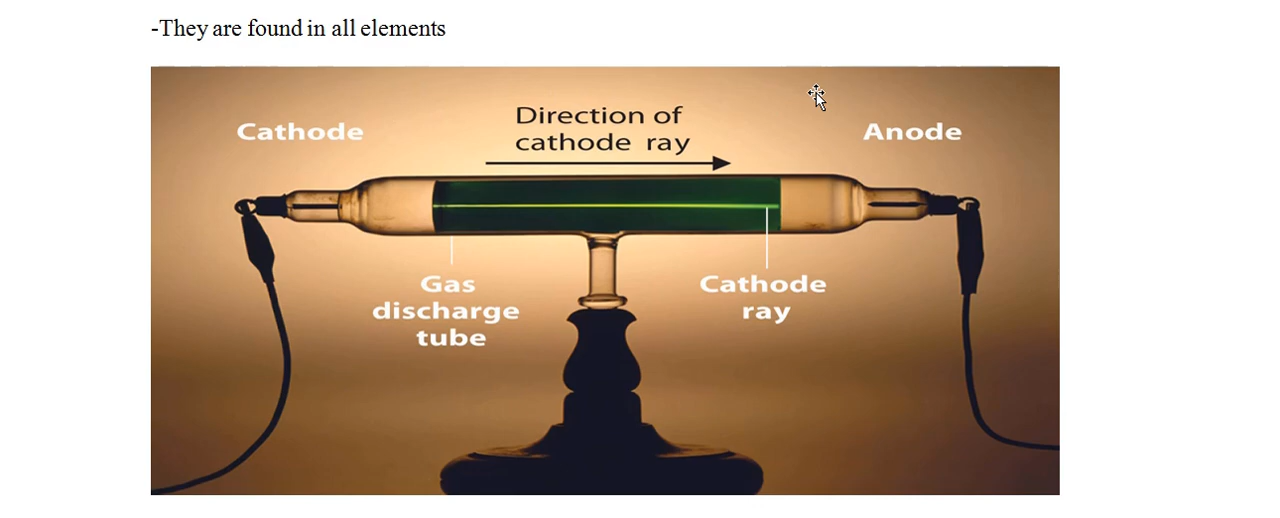 -They are found in all elements
Direction of
cathode ray
Cathode
Anode
Gas
discharge
tube
Cathode
ray